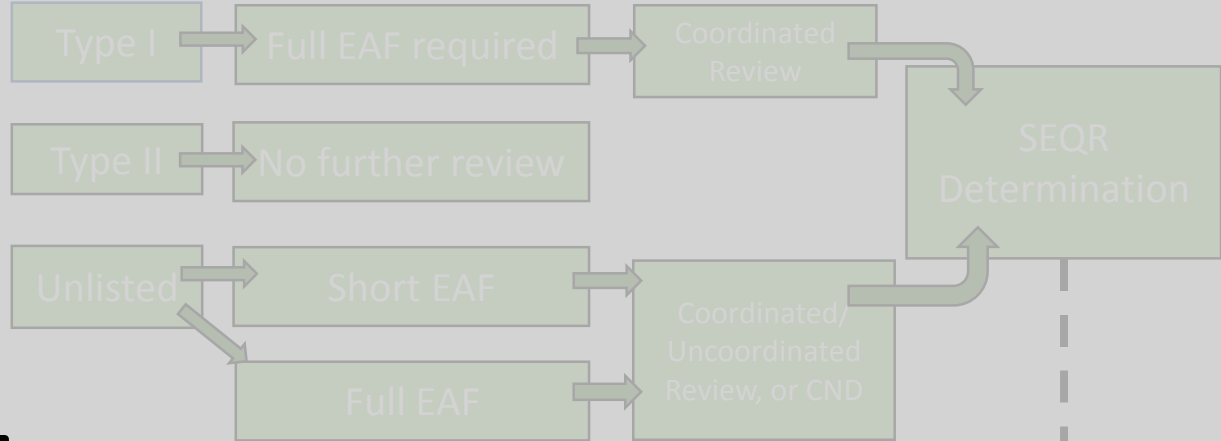 Type I
Full EAF required
Coordinated
Review
SEQR
Determination
Type II
No further review
Unlisted
Short EAF
Full EAF
Coordinated/
Uncoordinated
Review, or CND